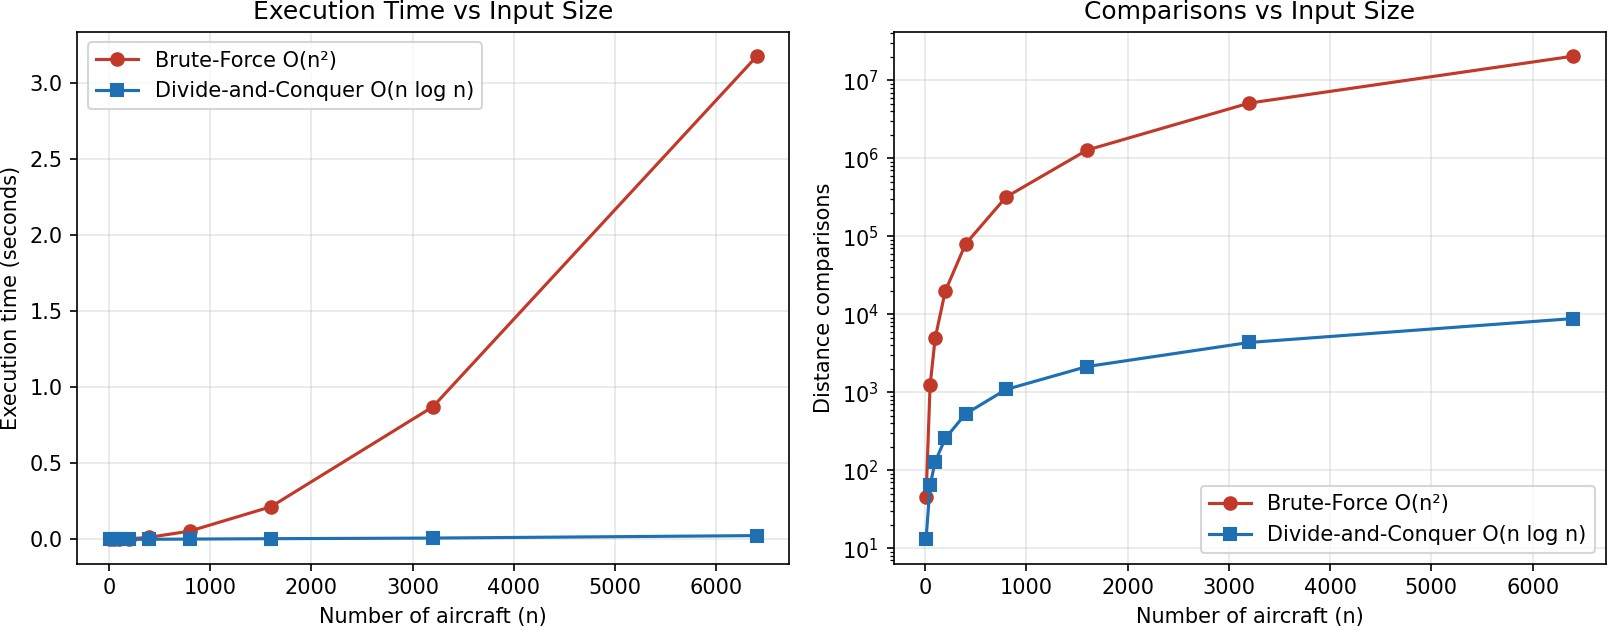 Execution Time vs Input Size
Brute-Force O(n²)
Divide-and-Conquer O(n log n)
Execution time (seconds)
3.0
2.5
2.0
1.5
1.0
0.5
0.0
0 1000 2000 3000 4000 5000 6000
Number of aircraft (n)
Comparisons vs Input Size
Distance comparisons
10⁷
10⁶
10⁵
10⁴
10³
10²
10¹
Brute-Force O(n²)
Divide-and-Conquer O(n log n)
0 1000 2000 3000 4000 5000 6000
Number of aircraft (n)